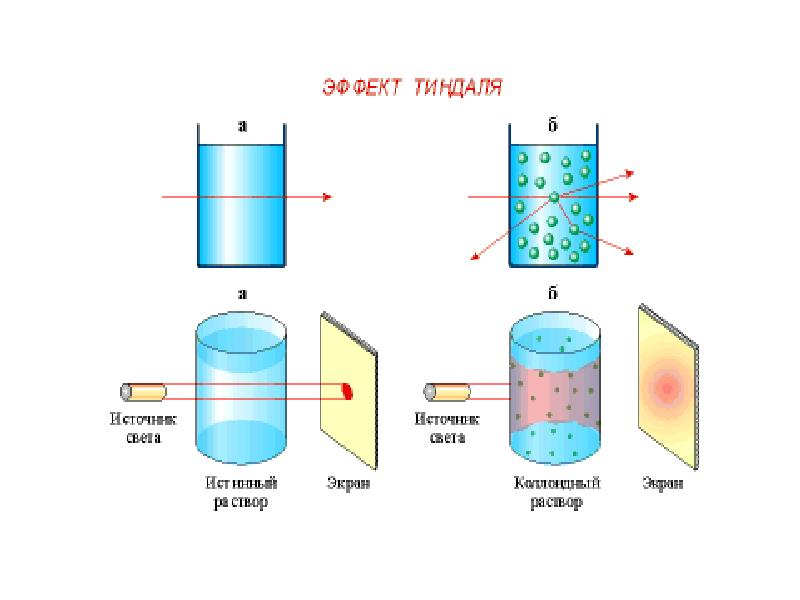 ЭФФЕКТ ТИНДАЛЯ
а
б
а
б
Источник
света
Истинный
раствор
Экран
Источник
света
Коллоидный
раствор
Экран